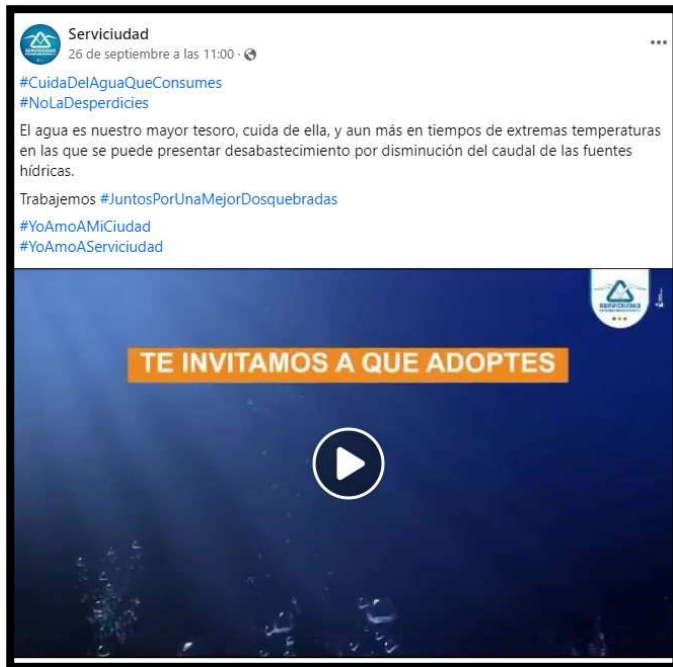 Serviciudad
26 de septiembre a las 11:00 ·
#CuidaDelAguaQueConsumes
#NoLaDesperdicies
El agua es nuestro mayor tesoro, cuida de ella, y aun más en tiempos de extremas temperaturas
en las que se puede presentar desabastecimiento por disminución del caudal de las fuentes
hídricas.
Trabajemos #JuntosPorUnaMejorDosquebradas
#YoAmoAMiCiudad
#YoAmoAServiciudad
SERVICIUDAD
TE INVITAMOS A QUE ADOPTES